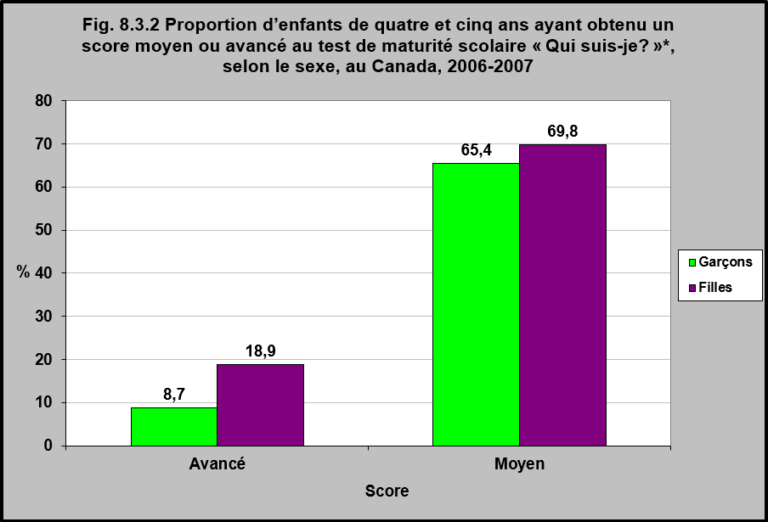 Fig. 8.3.2 Proportion d’enfants de quatre et cinq ans ayant obtenu un
score moyen ou avancé au test de maturité scolaire « Qui suis-je? »*,
selon le sexe, au Canada, 2006-2007
80
70
60
50
% 40
30
20
10
0
8,7
18,9
65,4
69,8
Avancé
Moyen
Score
Garçons
Filles